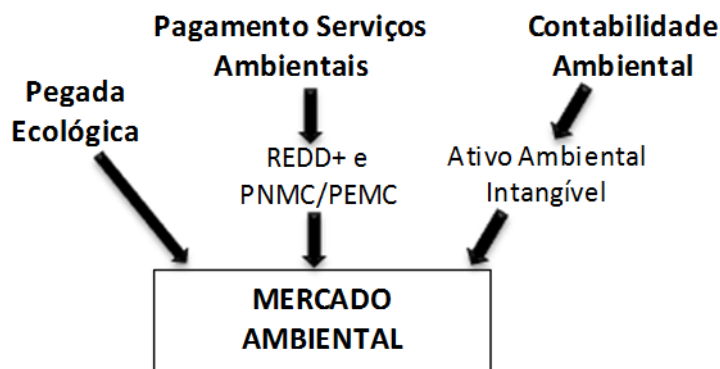 Pagamento Serviços
Ambientais
Contabilidade
Ambiental
Pegada
Ecológica
REDD+ e
PNMC/PEMC
Ativo Ambiental
Intangível
MERCADO
AMBIENTAL